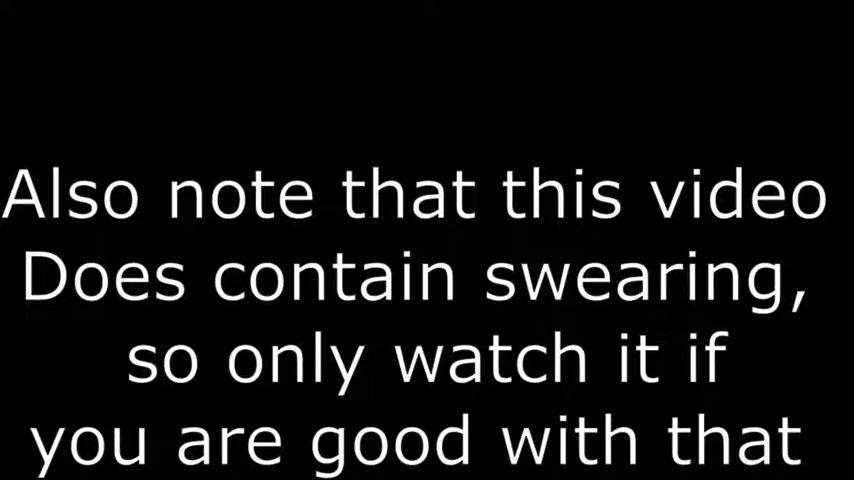 Also note that this video
Does contain swearing,
so only watch it if
you are good with that